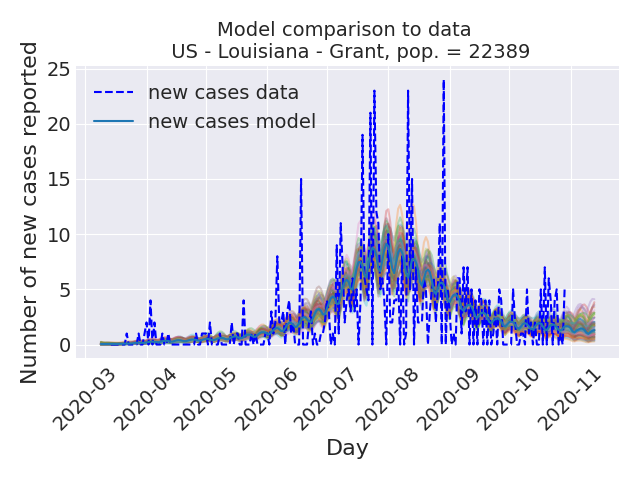 Model comparison to data
US - Louisiana - Grant, pop. = 22389
Number of new cases reported
25
20
15
10
5
0
new cases data
new cases model
2020-03
2020-04
2020-05
2020-06
2020-07
2020-08
2020-09
2020-10
2020-11
Day